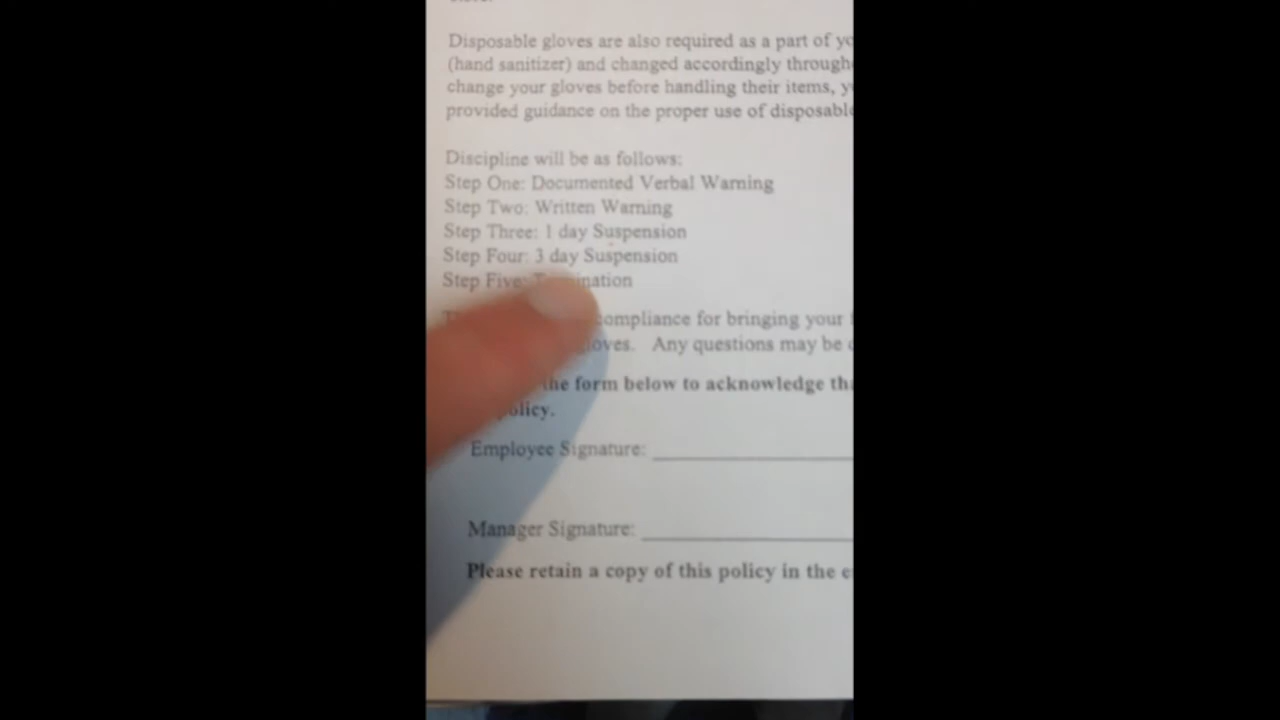 Disposable gloves are also required as a part of
(hand sanitizer) and changed accordingly
change your gloves before handling their items,
provided guidance on the proper use of
Discipline will be as follows:
Step One: Documented Verbal Warning
Step Two: Written Warning
Step Three: 1 day Suspension
Step Four: 3 day Suspension
Step Five:
compliance for bringing your
Any questions may be
the form below to acknowledge
policy.
Employee Signature:
Manager Signature:
Please retain a copy of this policy in the